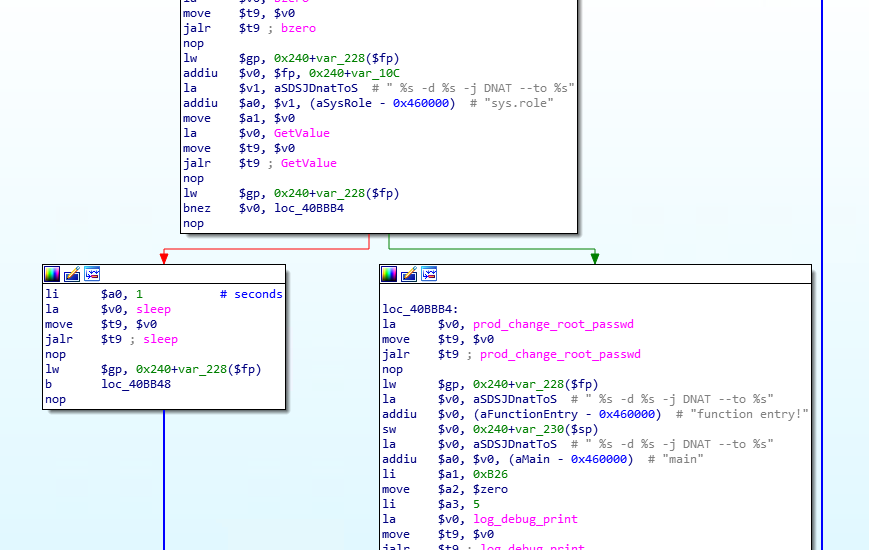 la $v0, bzero
move $t9, $v0
jalr $t9 ; bzero
nop
lw $gp, 0x240+var_228($fp)
addiu $v0, $fp, 0x240+var_10C
la $v1, aSDSJDnatToS # " %s -d %s -j DNAT --to %s"
addiu $a0, $v1, (aSysRole - 0x460000) # "sys.role"
move $a1, $v0
la $v0, GetValue
move $t9, $v0
jalr $t9 ; GetValue
nop
lw $gp, 0x240+var_228($fp)
bnez $v0, loc_40BBB4
nop
li $a0, 1 # seconds
la $v0, sleep
move $t9, $v0
jalr $t9 ; sleep
nop
lw $gp, 0x240+var_228($fp)
b loc_40BB48
nop
loc_40BBB4:
la $v0, prod_change_root_passwd
move $t9, $v0
jalr $t9 ; prod_change_root_passwd
nop
lw $gp, 0x240+var_228($fp)
la $v0, aSDSJDnatToS # " %s -d %s -j DNAT --to %s"
addiu $v0, (aFunctionEntry - 0x460000) # "function entry!"
sw $v0, 0x240+var_230($sp)
la $v0, aSDSJDnatToS # " %s -d %s -j DNAT --to %s"
addiu $a0, $v0, (aMain - 0x460000) # "main"
li $a1, 0xB26
move $a2, $zero
li $a3, 5
la $v0, log_debug_print
move $t9, $v0
jalr $t9 ; log_debug_print